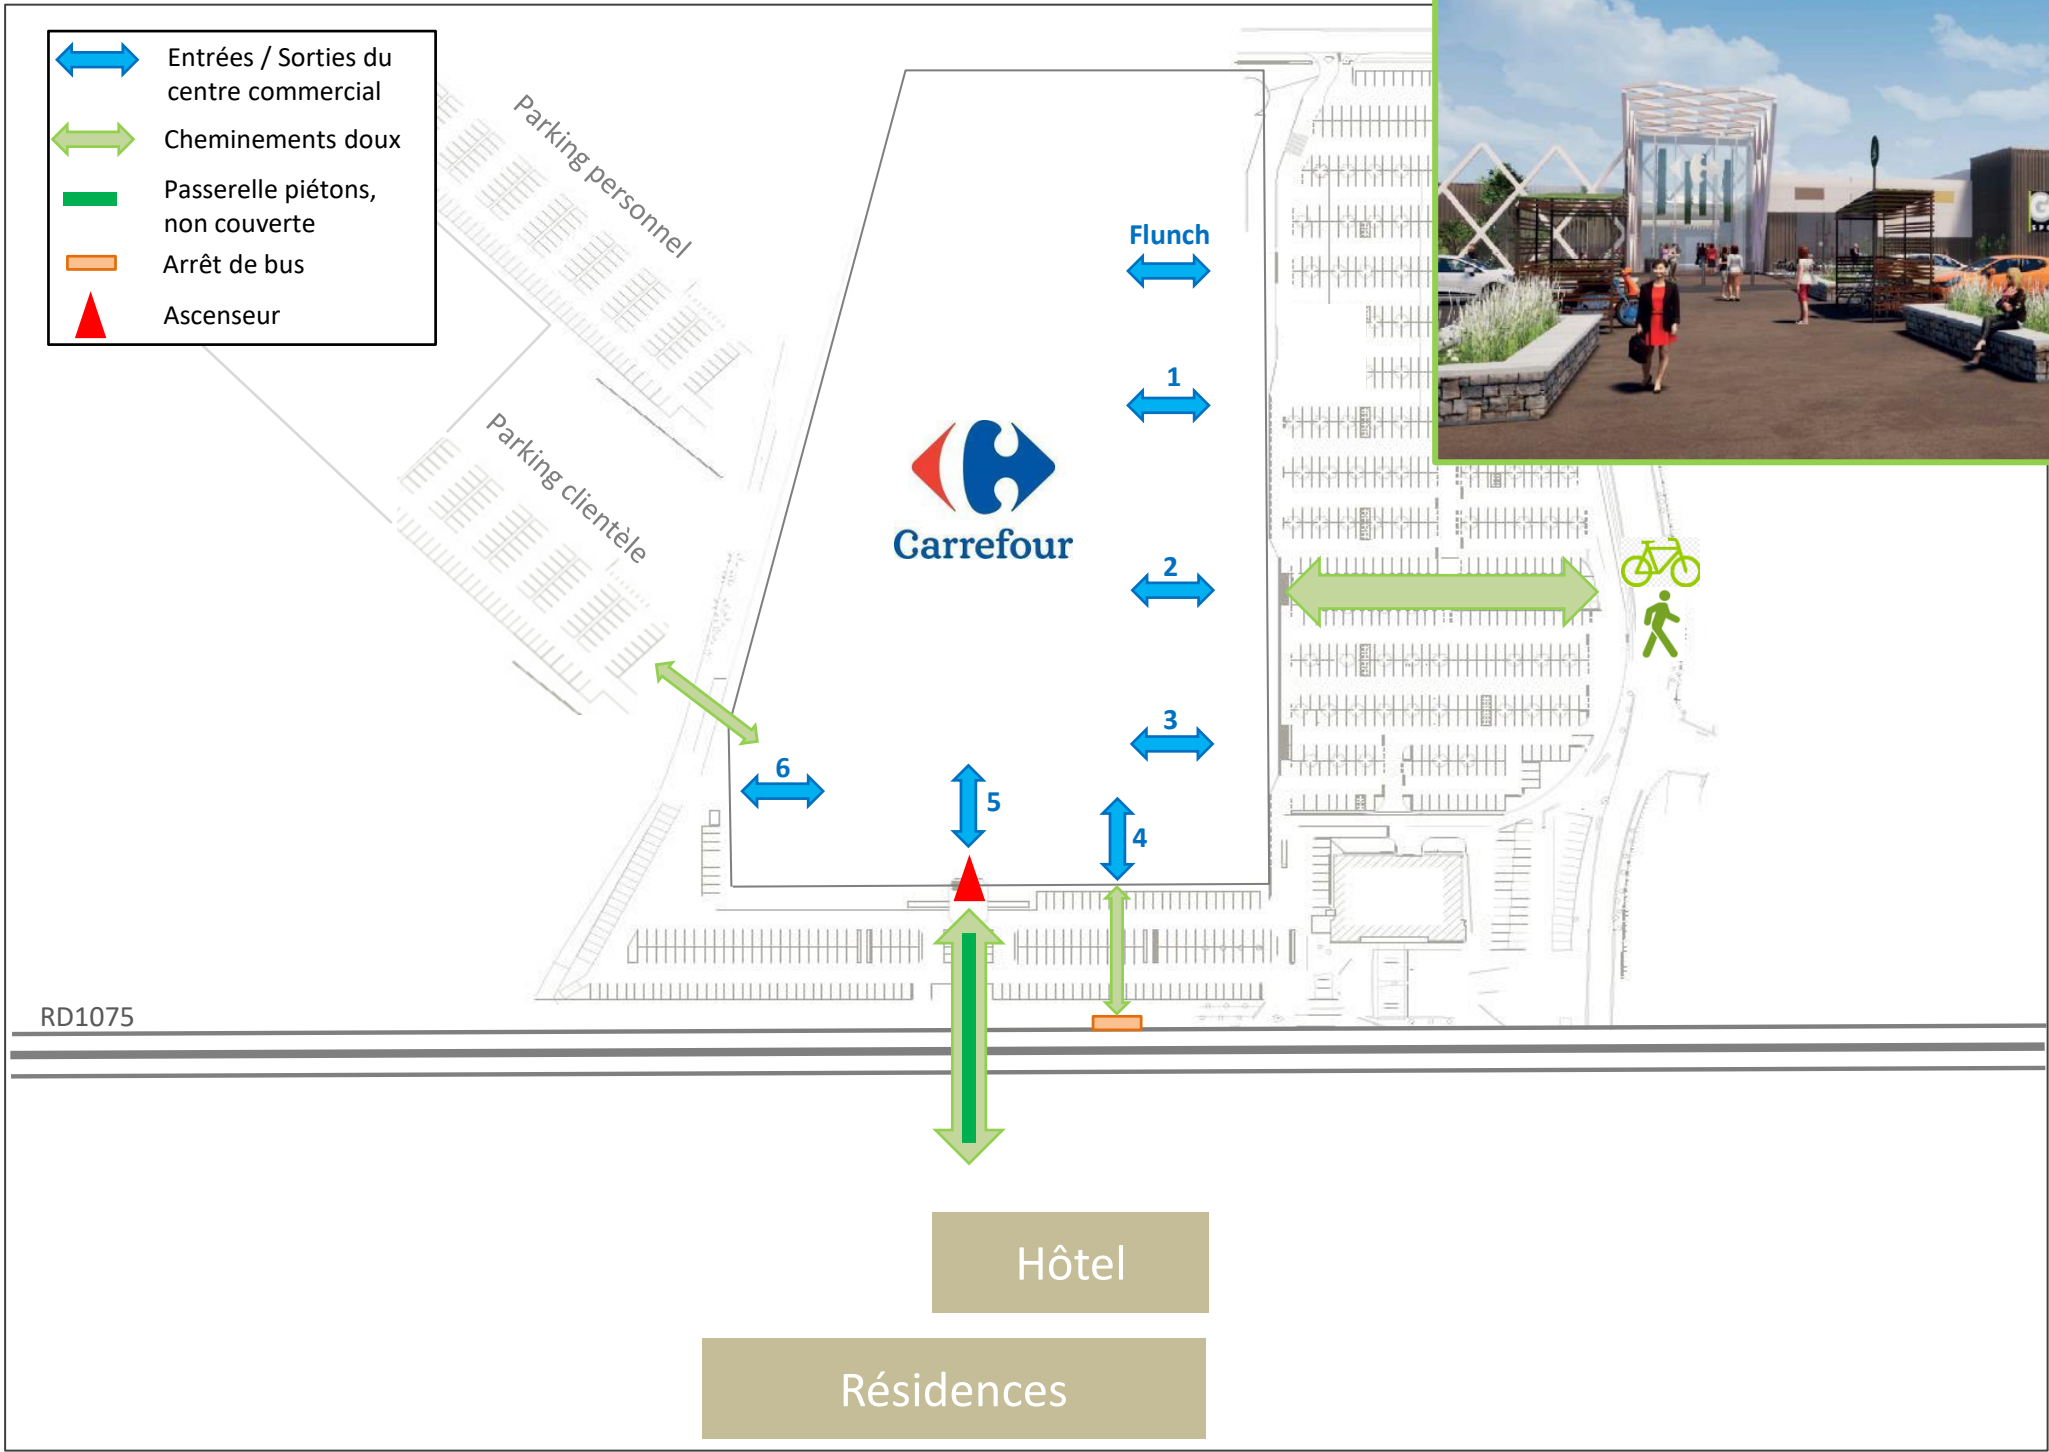 Entrées / Sorties du
centre commercial
Cheminements doux
Passerelle piétons,
non couverte
Arrêt de bus
Ascenseur
Parking personnel
Parking clientèle
Flunch
1
Carrefour
2
3
6
5
4
RD1075
Hôtel
Résidences